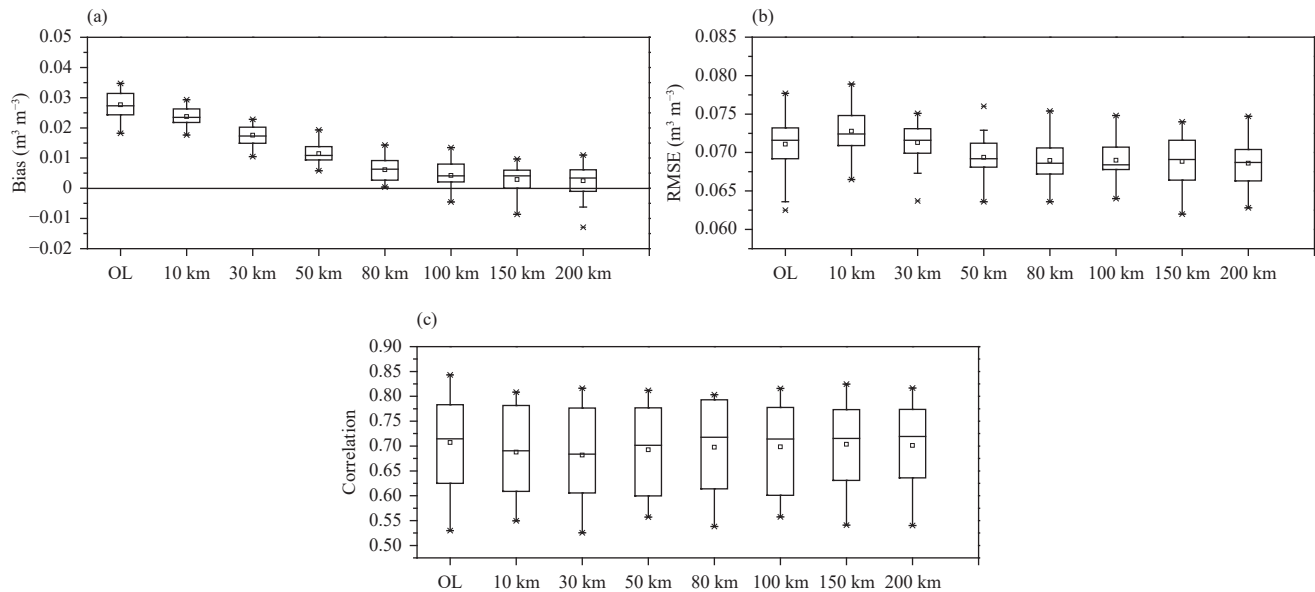 (a)
0.05
0.04
0.03
0.02
0.01
0
−0.01
−0.02
Bias (m³ m⁻³)
OL 10 km 30 km 50 km 80 km 100 km 150 km 200 km
(b)
0.085
0.080
0.075
0.070
0.065
0.060
RMSE (m³ m⁻³)
OL 10 km 30 km 50 km 80 km 100 km 150 km 200 km
(c)
0.90
0.85
0.80
0.75
0.70
0.65
0.60
0.55
0.50
Correlation
OL 10 km 30 km 50 km 80 km 100 km 150 km 200 km